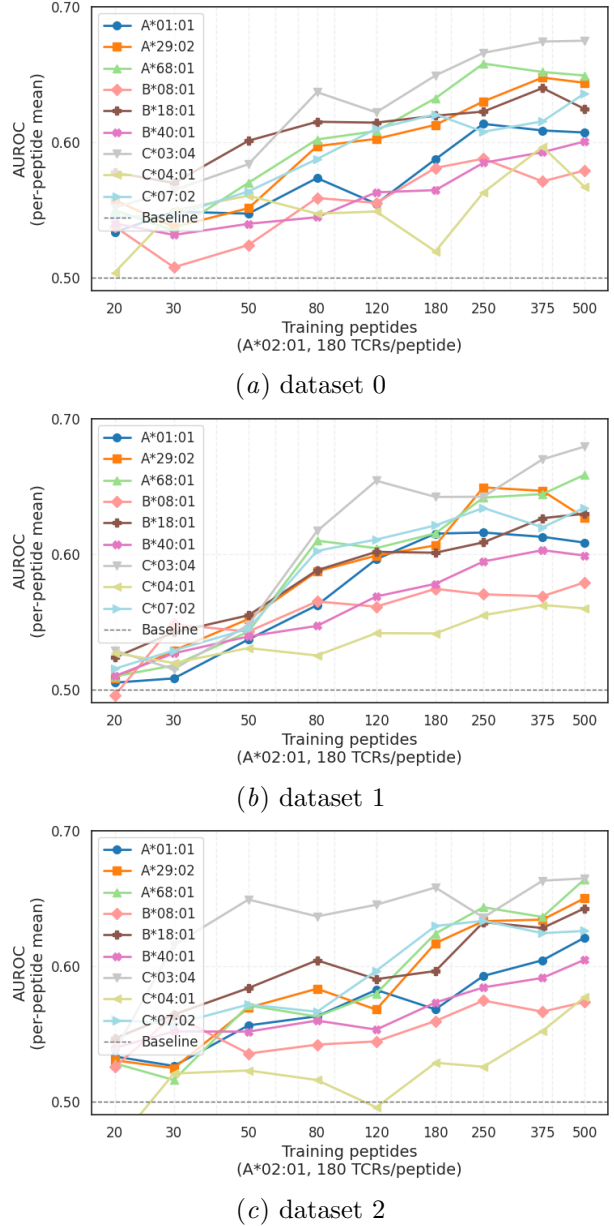 0.70
0.60
0.50
AUROC
(per-peptide mean)
A*01:01
A*29:02
A*68:01
B*08:01
B*18:01
B*40:01
C*03:04
C*04:01
C*07:02
Baseline
20 30 50 80 120 180 250 375 500
Training peptides
(A*02:01, 180 TCRs/peptide)
(a) dataset 0
0.70
0.60
0.50
AUROC
(per-peptide mean)
A*01:01
A*29:02
A*68:01
B*08:01
B*18:01
B*40:01
C*03:04
C*04:01
C*07:02
Baseline
20 30 50 80 120 180 250 375 500
Training peptides
(A*02:01, 180 TCRs/peptide)
(b) dataset 1
0.70
0.60
0.50
AUROC
(per-peptide mean)
A*01:01
A*29:02
A*68:01
B*08:01
B*18:01
B*40:01
C*03:04
C*04:01
C*07:02
Baseline
20 30 50 80 120 180 250 375 500
Training peptides
(A*02:01, 180 TCRs/peptide)
(c) dataset 2